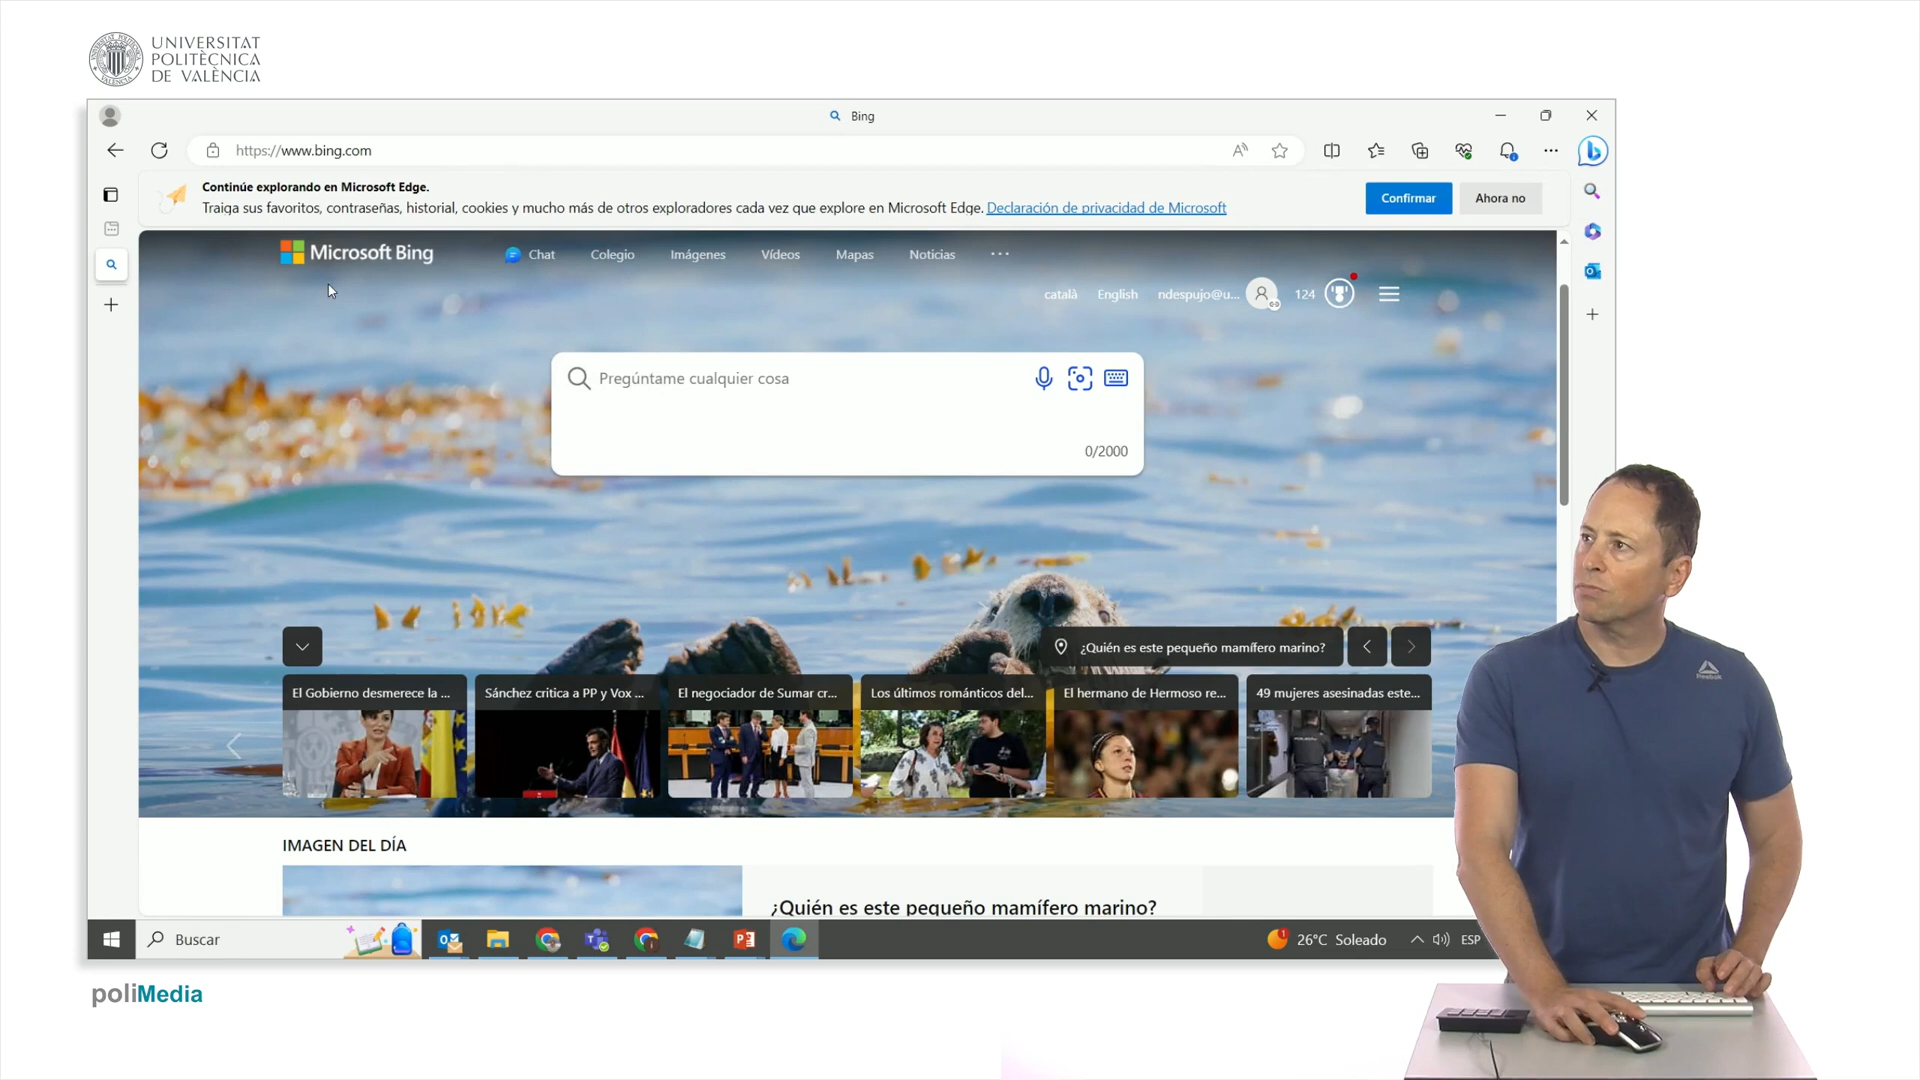 UNIVERSITAT
POLITÈCNICA
DE VALÈNCIA
Bing
https://www.bing.com
Continúe explorando en Microsoft Edge.
Traiga sus favoritos, contraseñas, historial, cookies y mucho más de otros exploradores cada vez que explore en Microsoft Edge. Declaración de privacidad de Microsoft
Confirmar
Ahora no
Microsoft Bing
Chat
Colegio
Imágenes
Vídeos
Mapas
Noticias
català
English
ndespujo@u...
124
Pregúntame cualquier cosa
0/2000
¿Quién es este pequeño mamífero marino?
El Gobierno desmerece la ...
Sánchez critica a PP y Vox ...
El negociador de Sumar cr...
Los últimos románticos del...
El hermano de Hermoso re...
49 mujeres asesinadas este...
IMAGEN DEL DÍA
¿Quién es este pequeño mamífero marino?
Buscar
1
26°C Soleado
ESP
Reebok
poliMedia